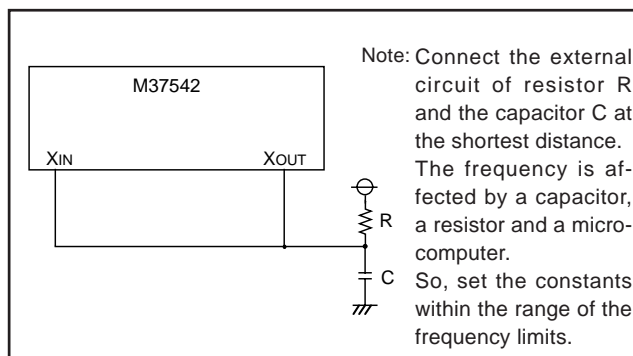 M37542
XIN
XOUT
R
C
Note: Connect the external
circuit of resistor R
and the capacitor C at
the shortest distance.
The frequency is af-
fected by a capacitor,
a resistor and a micro-
computer.
So, set the constants
within the range of the
frequency limits.